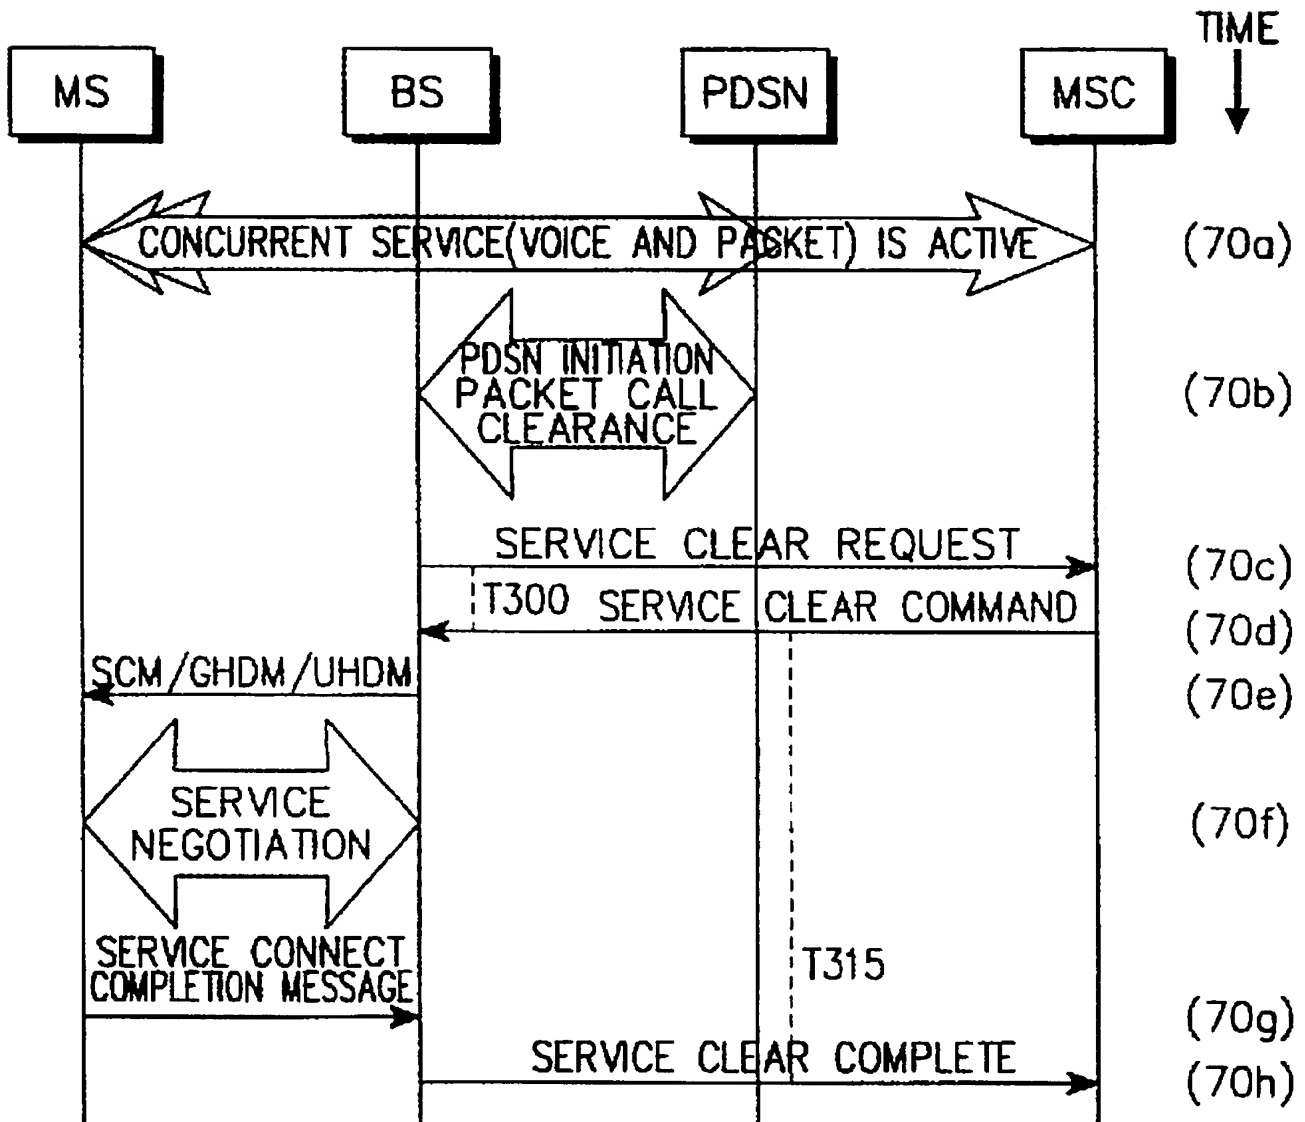 TIME
MS
BS
PDSN
MSC
CONCURRENT SERVICE(VOICE AND PACKET) IS ACTIVE
(70a)
PDSN INITIATION
PACKET CALL
CLEARANCE
(70b)
SERVICE CLEAR REQUEST
(70c)
T300
SERVICE CLEAR COMMAND
(70d)
SCM/GHDM/UHDM
(70e)
SERVICE
NEGOTIATION
(70f)
SERVICE CONNECT
COMPLETION MESSAGE
T315
(70g)
SERVICE CLEAR COMPLETE
(70h)